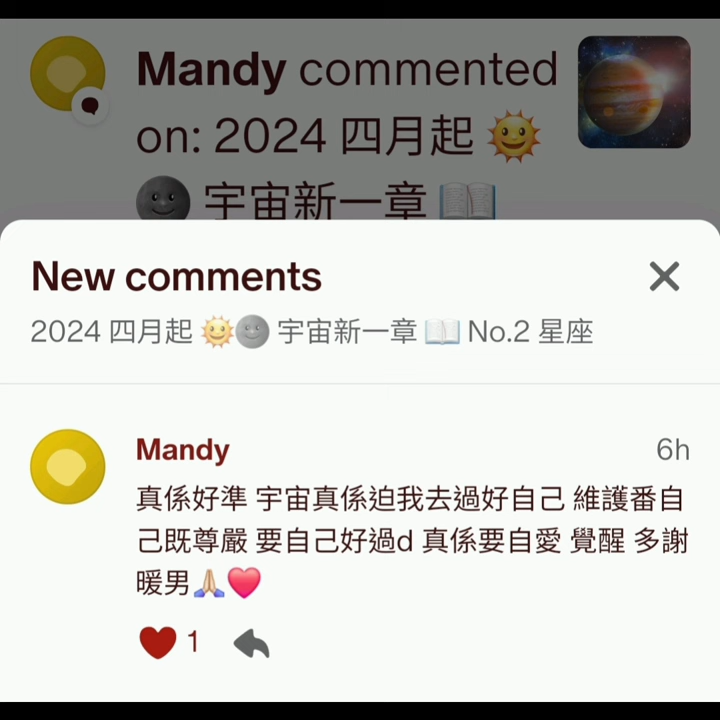 Mandy commented
on: 2024 四月起 🌞
🌚 宇宙新一章 📖
New comments
2024 四月起 🌞🌚 宇宙新一章 📖 No.2 星座
Mandy
6h
真係好準 宇宙真係迫我去過好自己 維護番自
己既尊嚴 要自己好過d 真係要自愛 覺醒 多謝
暖男🙏🏻❤️
1